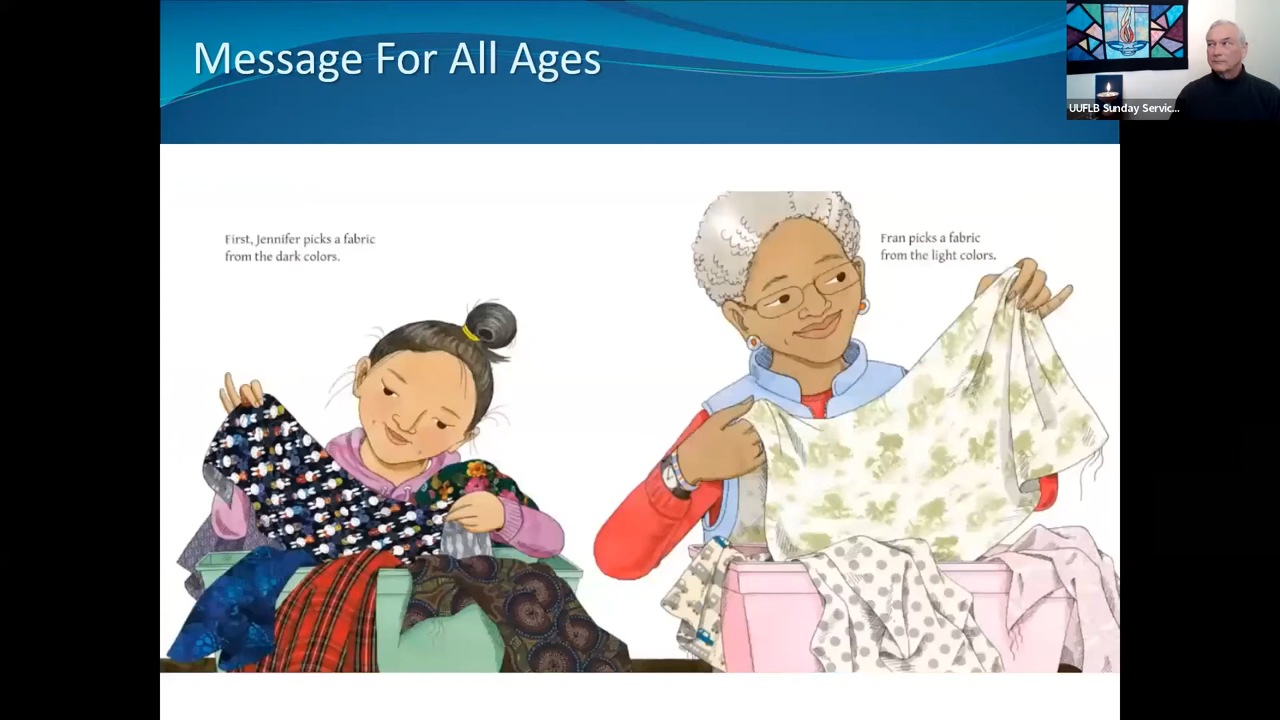 Message For All Ages
UUFLB Sunday Servic...
First, Jennifer picks a fabric
from the dark colors.
Fran picks a fabric
from the light colors.